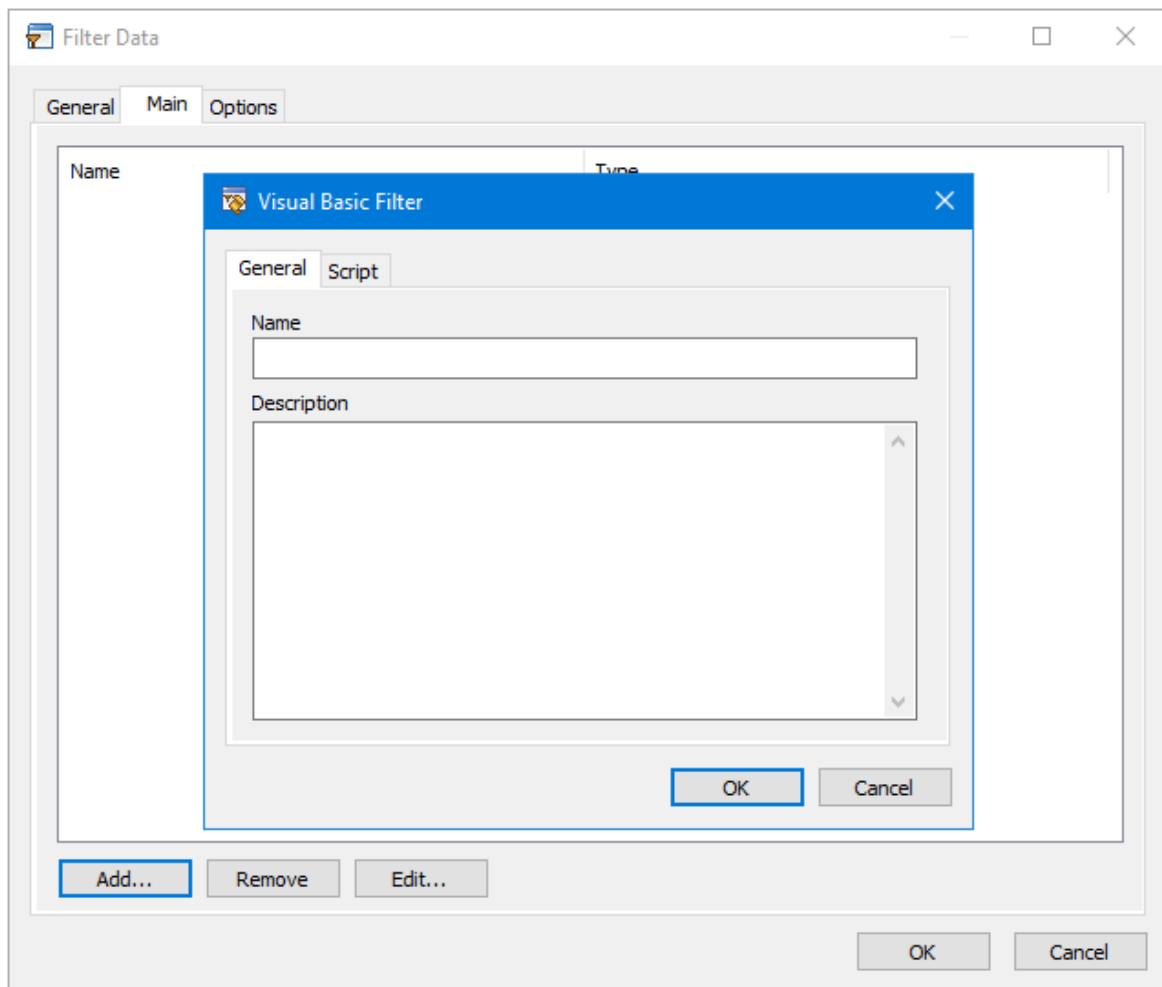 Filter Data
General Main Options
Name Type
Visual Basic Filter
General Script
Name
Description
OK Cancel
Add... Remove Edit...
OK Cancel